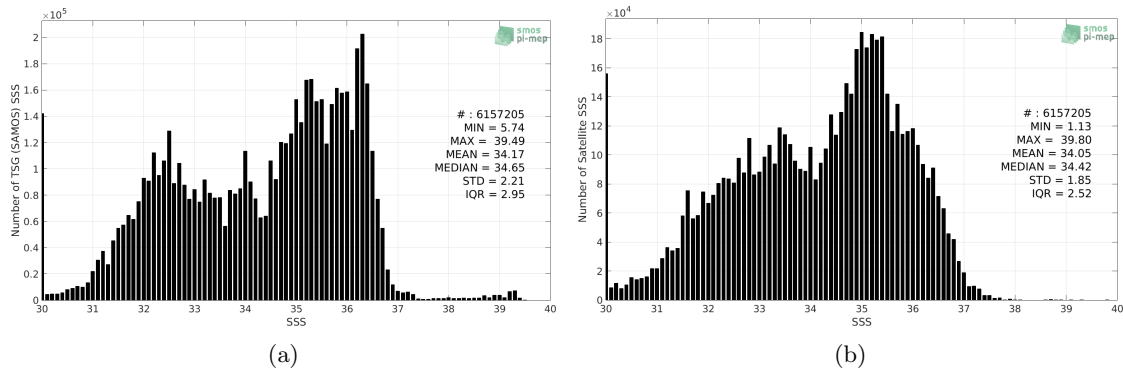 ×10⁵
2
1.8
1.6
1.4
1.2
1
0.8
0.6
0.4
0.2
0
Number of TSG (SAMOS) SSS
30 31 32 33 34 35 36 37 38 39 40
SSS
smos
pi-mep
# : 6157205
MIN = 5.74
MAX = 39.49
MEAN = 34.17
MEDIAN = 34.65
STD = 2.21
IQR = 2.95
(a)
×10⁴
18
16
14
12
10
8
6
4
2
0
Number of Satellite SSS
30 31 32 33 34 35 36 37 38 39 40
SSS
smos
pi-mep
# : 6157205
MIN = 1.13
MAX = 39.80
MEAN = 34.05
MEDIAN = 34.42
STD = 1.85
IQR = 2.52
(b)